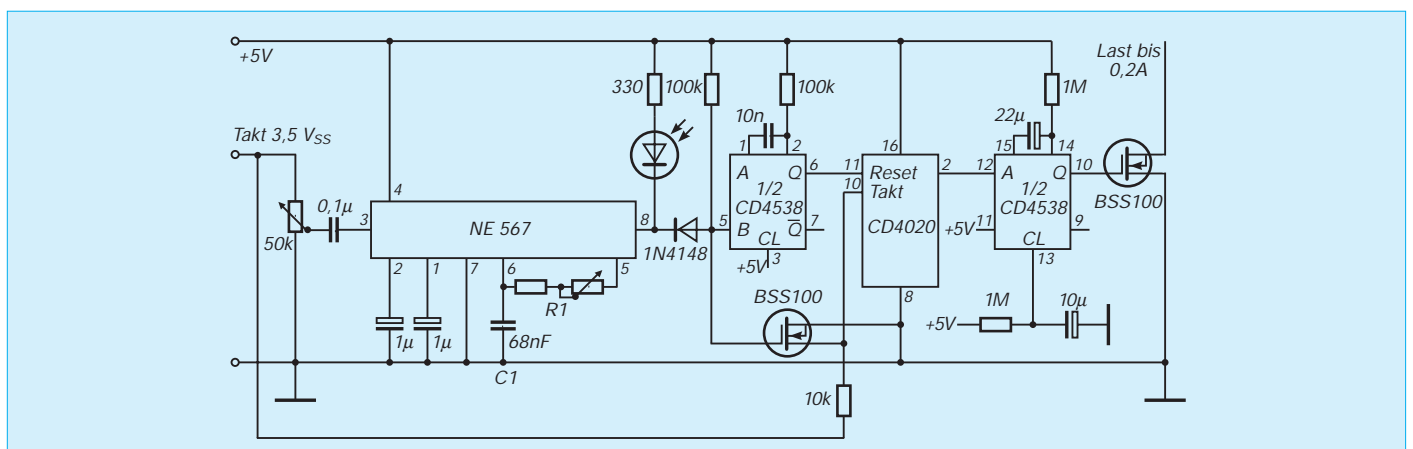 +5V
Takt 3,5 VSS
50k
0,1µ
3
4
NE 567
8
2
1
7
6
5
1µ
1µ
R1
68nF
C1
330
100k
1N4148
100k
10n
1
2
A
Q
6
1/2
CD4538
5
B
Q
7
CL
+5V
3
BSS100
10k
16
11
Reset
10
Takt
2
CD4020
8
1M
22µ
15
14
12
A
Q
10
1/2
CD4538
+5V
11
9
CL
13
1M
10µ
+5V
Last bis
0,2A
BSS100